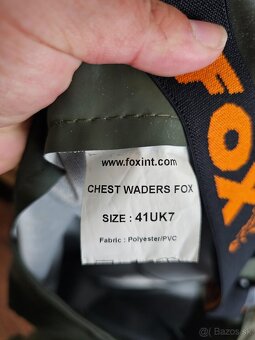 FOX
www.foxint.com
CHEST WADERS FOX
SIZE : 41UK7
Fabric : Polyester/PVC
Bazos.sk